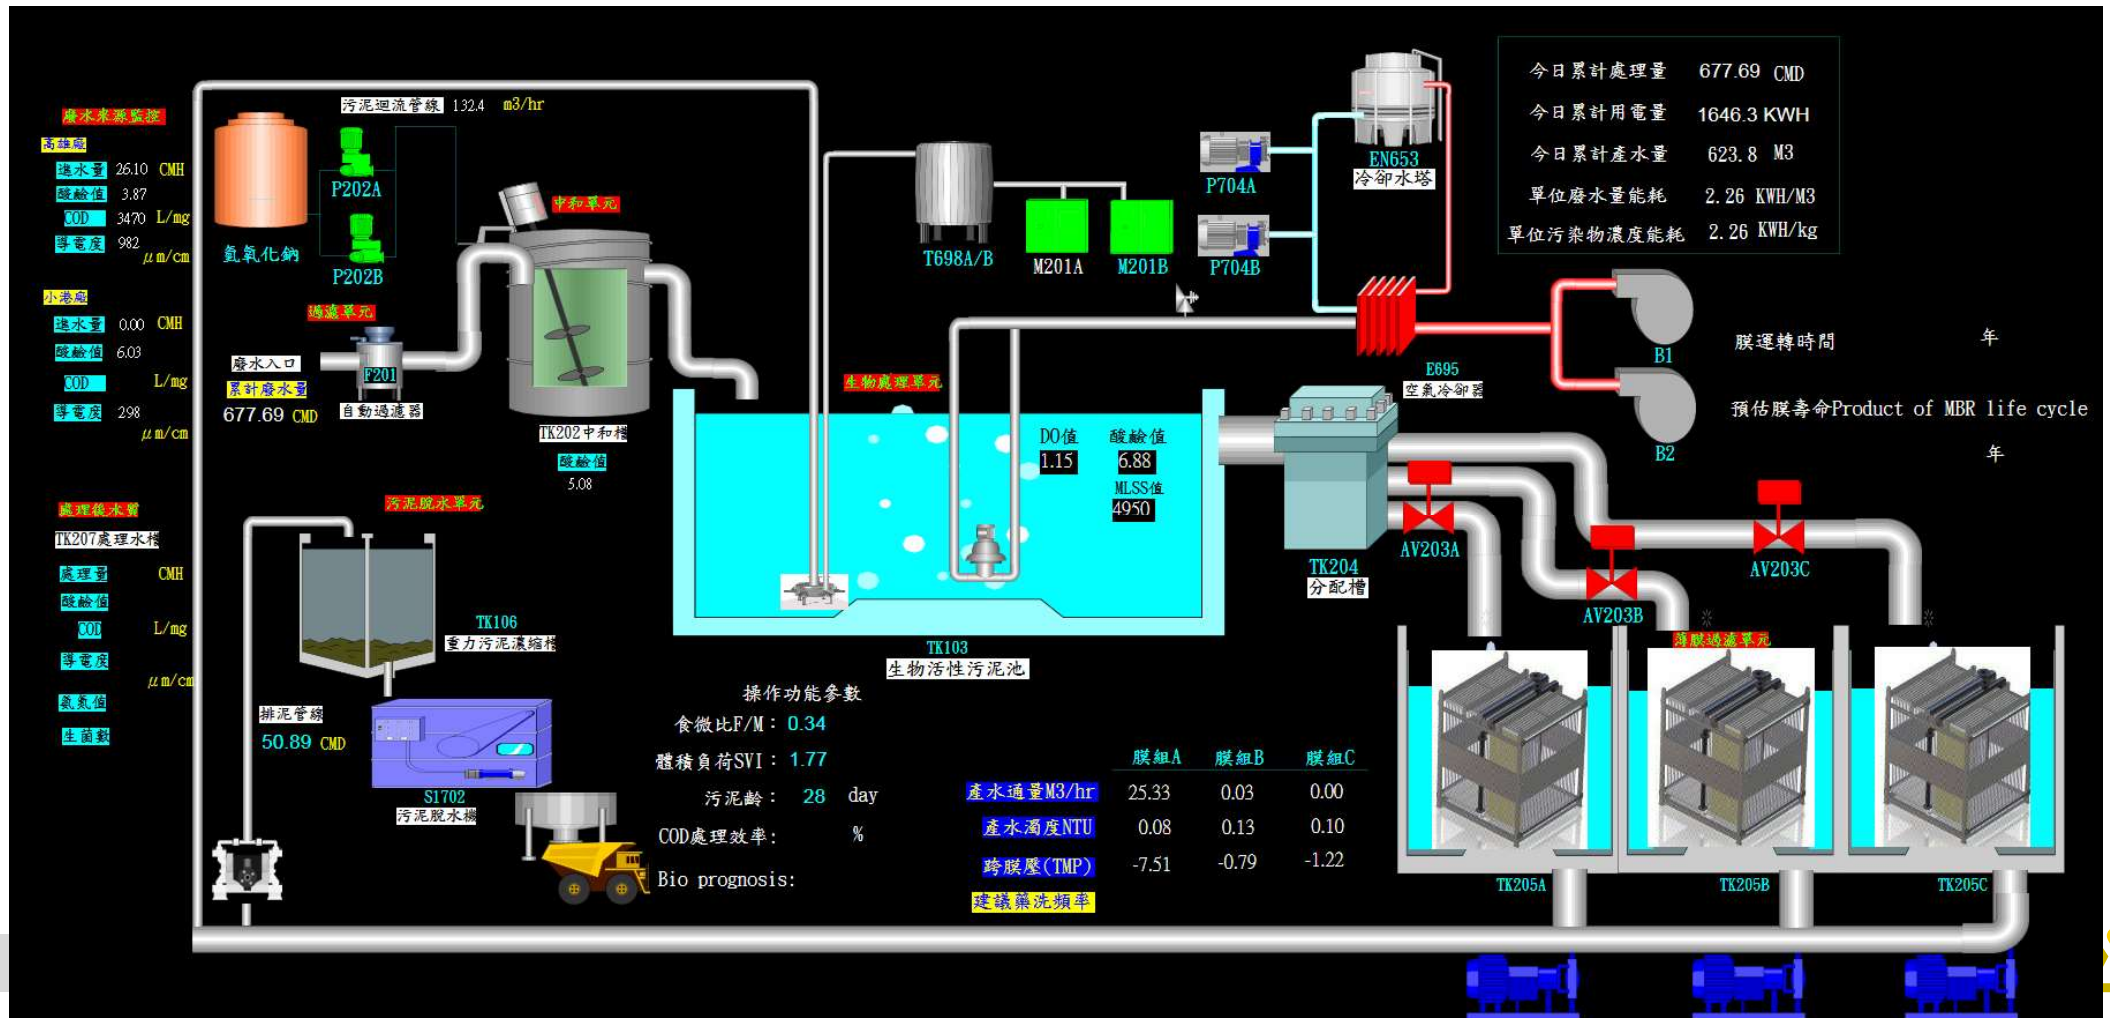 廢水來源監控
高雄廠
進水量 26.10 CMH
酸鹼值 3.87
COD 3470 L/mg
導電度 982
μm/cm
小港廠
進水量 0.00 CMH
酸鹼值 6.03
COD L/mg
導電度 298
μm/cm
處理後水質
TK207處理水槽
處理量 CMH
酸鹼值
COD L/mg
導電度
μm/cm
氨氮值
生菌數
污泥迴流管線 132.4 m3/hr
P202A
P202B
氫氧化鈉
中和單元
過濾單元
廢水入口
累計廢水量
677.69 CMD
F201
自動過濾器
TK202中和槽
酸鹼值
5.08
污泥脫水單元
TK106
重力污泥濃縮槽
排泥管線
50.89 CMD
S1702
污泥脫水機
T698A/B
M201A
M201B
P704A
P704B
EN653
冷卻水塔
今日累計處理量 677.69 CMD
今日累計用電量 1646.3 KWH
今日累計產水量 623.8 M3
單位廢水量能耗 2.26 KWH/M3
單位污染物濃度能耗 2.26 KWH/kg
E695
空氣冷卻器
B1
B2
膜運轉時間 年
預估膜壽命Product of MBR life cycle
年
生物處理單元
DO值 酸鹼值
1.15 6.88
MLSS值
4950
TK103
生物活性污泥池
TK204
分配槽
AV203A
AV203B
AV203C
薄膜過濾單元
TK205A
TK205B
TK205C
操作功能參數
食微比F/M：0.34
體積負荷SVI：1.77
污泥齡： 28 day
COD處理效率： %
Bio prognosis:
膜組A 膜組B 膜組C
產水通量M3/hr 25.33 0.03 0.00
產水濁度NTU 0.08 0.13 0.10
跨膜壓(TMP) -7.51 -0.79 -1.22
建議藥洗頻率